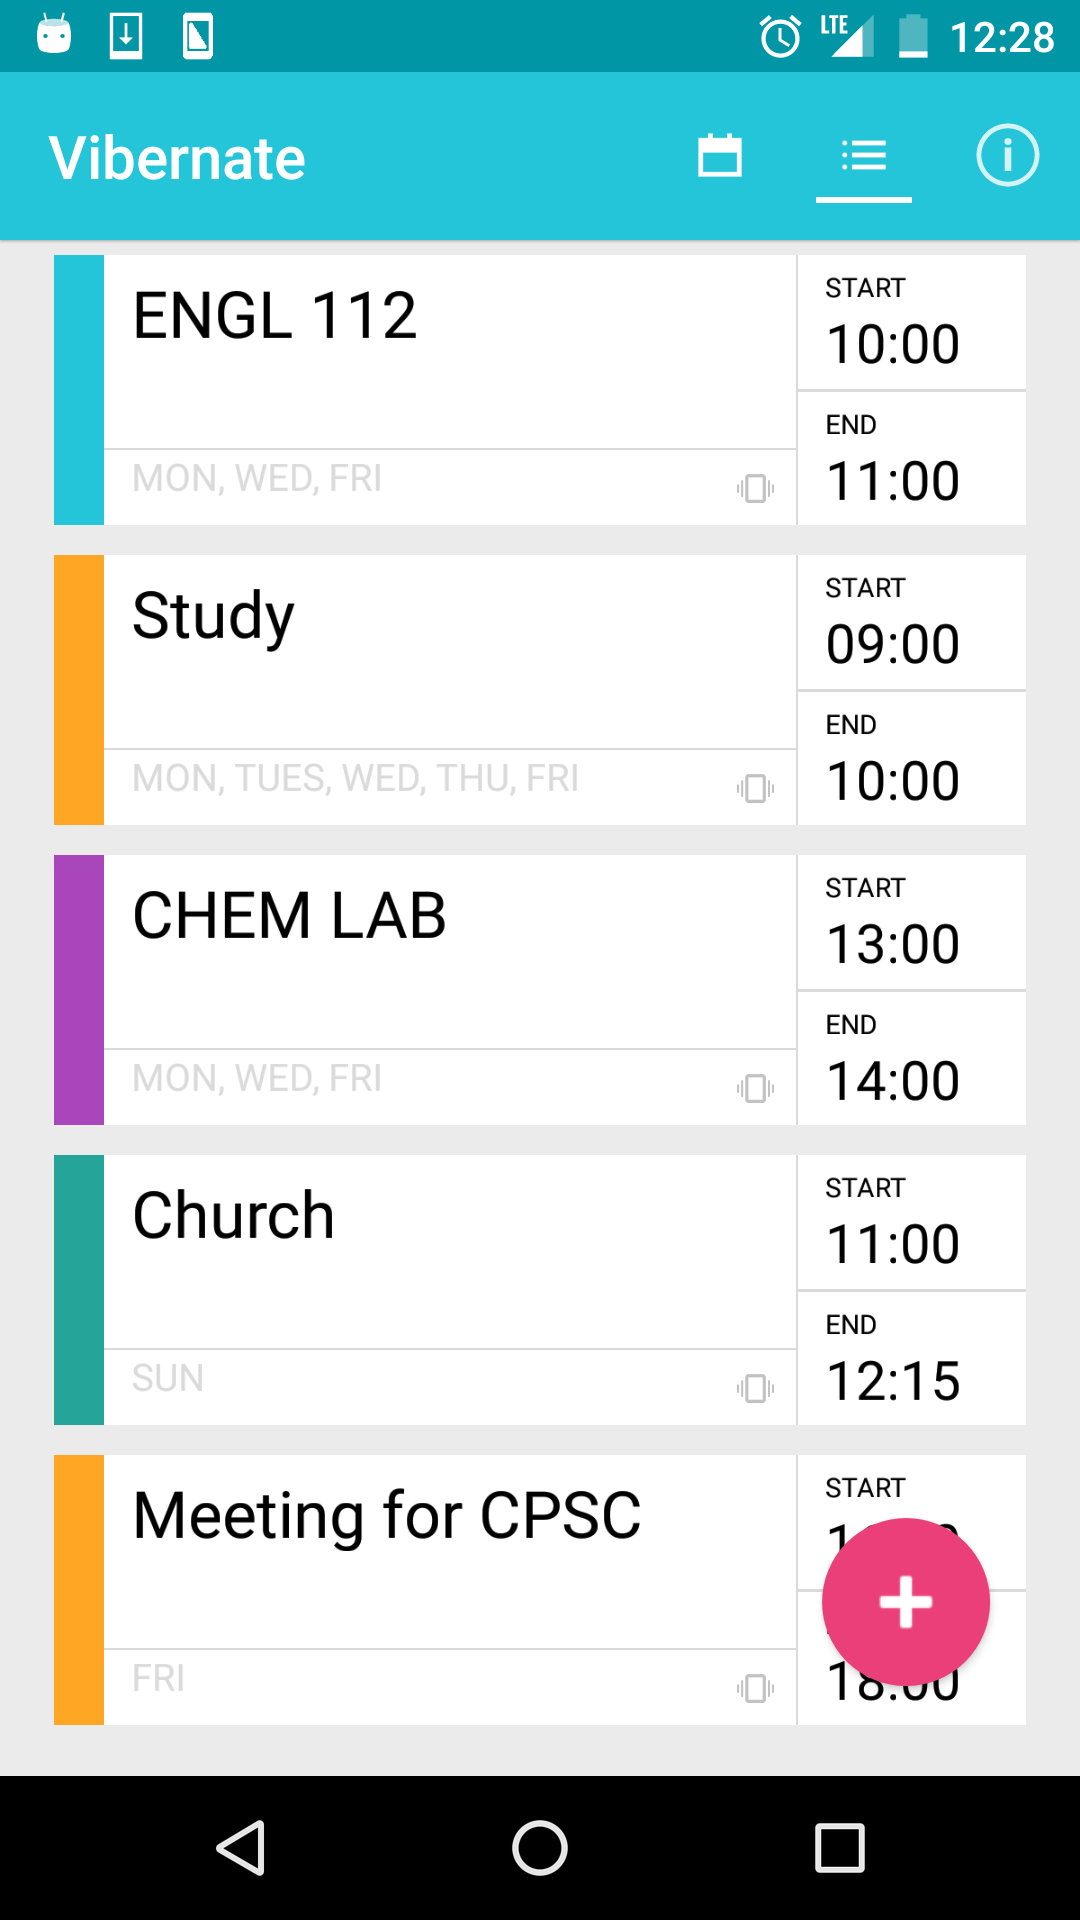 LTE 12:28
Vibernate
ENGL 112
START
10:00
END
11:00
MON, WED, FRI
Study
START
09:00
END
10:00
MON, TUES, WED, THU, FRI
CHEM LAB
START
13:00
END
14:00
MON, WED, FRI
Church
START
11:00
END
12:15
SUN
Meeting for CPSC
START
18:00
FRI